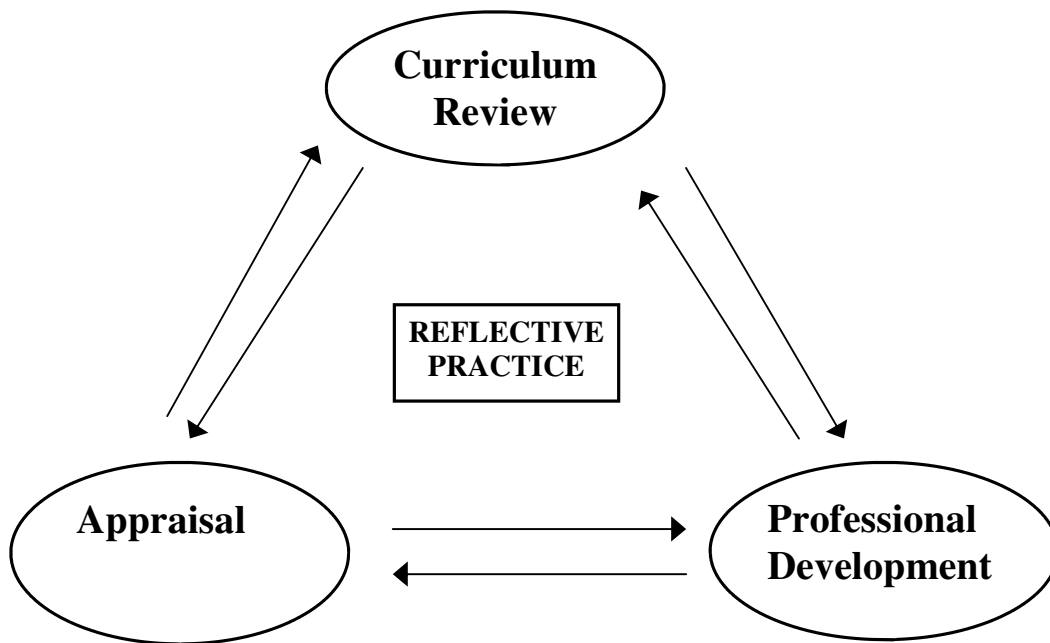 Curriculum
Review
REFLECTIVE
PRACTICE
Appraisal
Professional
Development